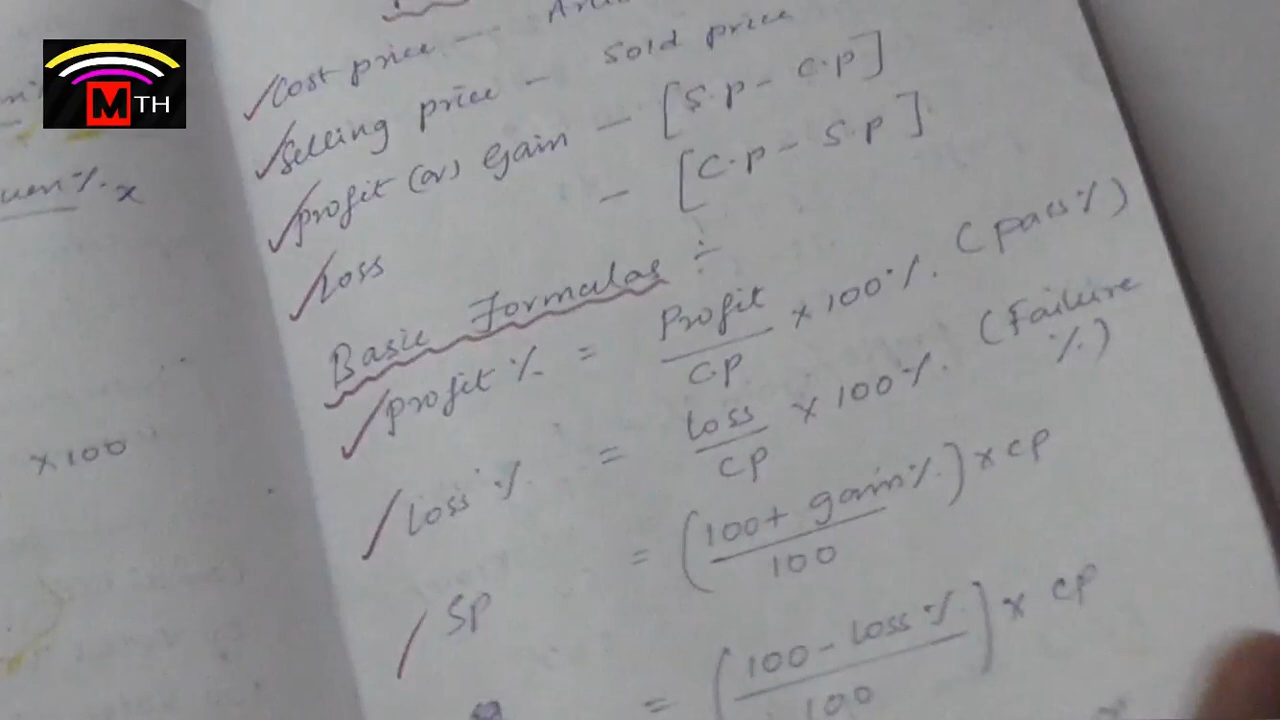 MTH
Cost price --- 
Selling price - Sold price
Profit (or) Gain - [S.p - C.p]
Loss - [C.p - S.p]
Basic Formulas :-
profit % = Profit / C.P × 100%. (pass%)
Loss % = Loss / CP × 100%. (Failure %)
SP = (100 + gain% / 100) × CP
= (100 - Loss% / 100) × CP
x
× 100